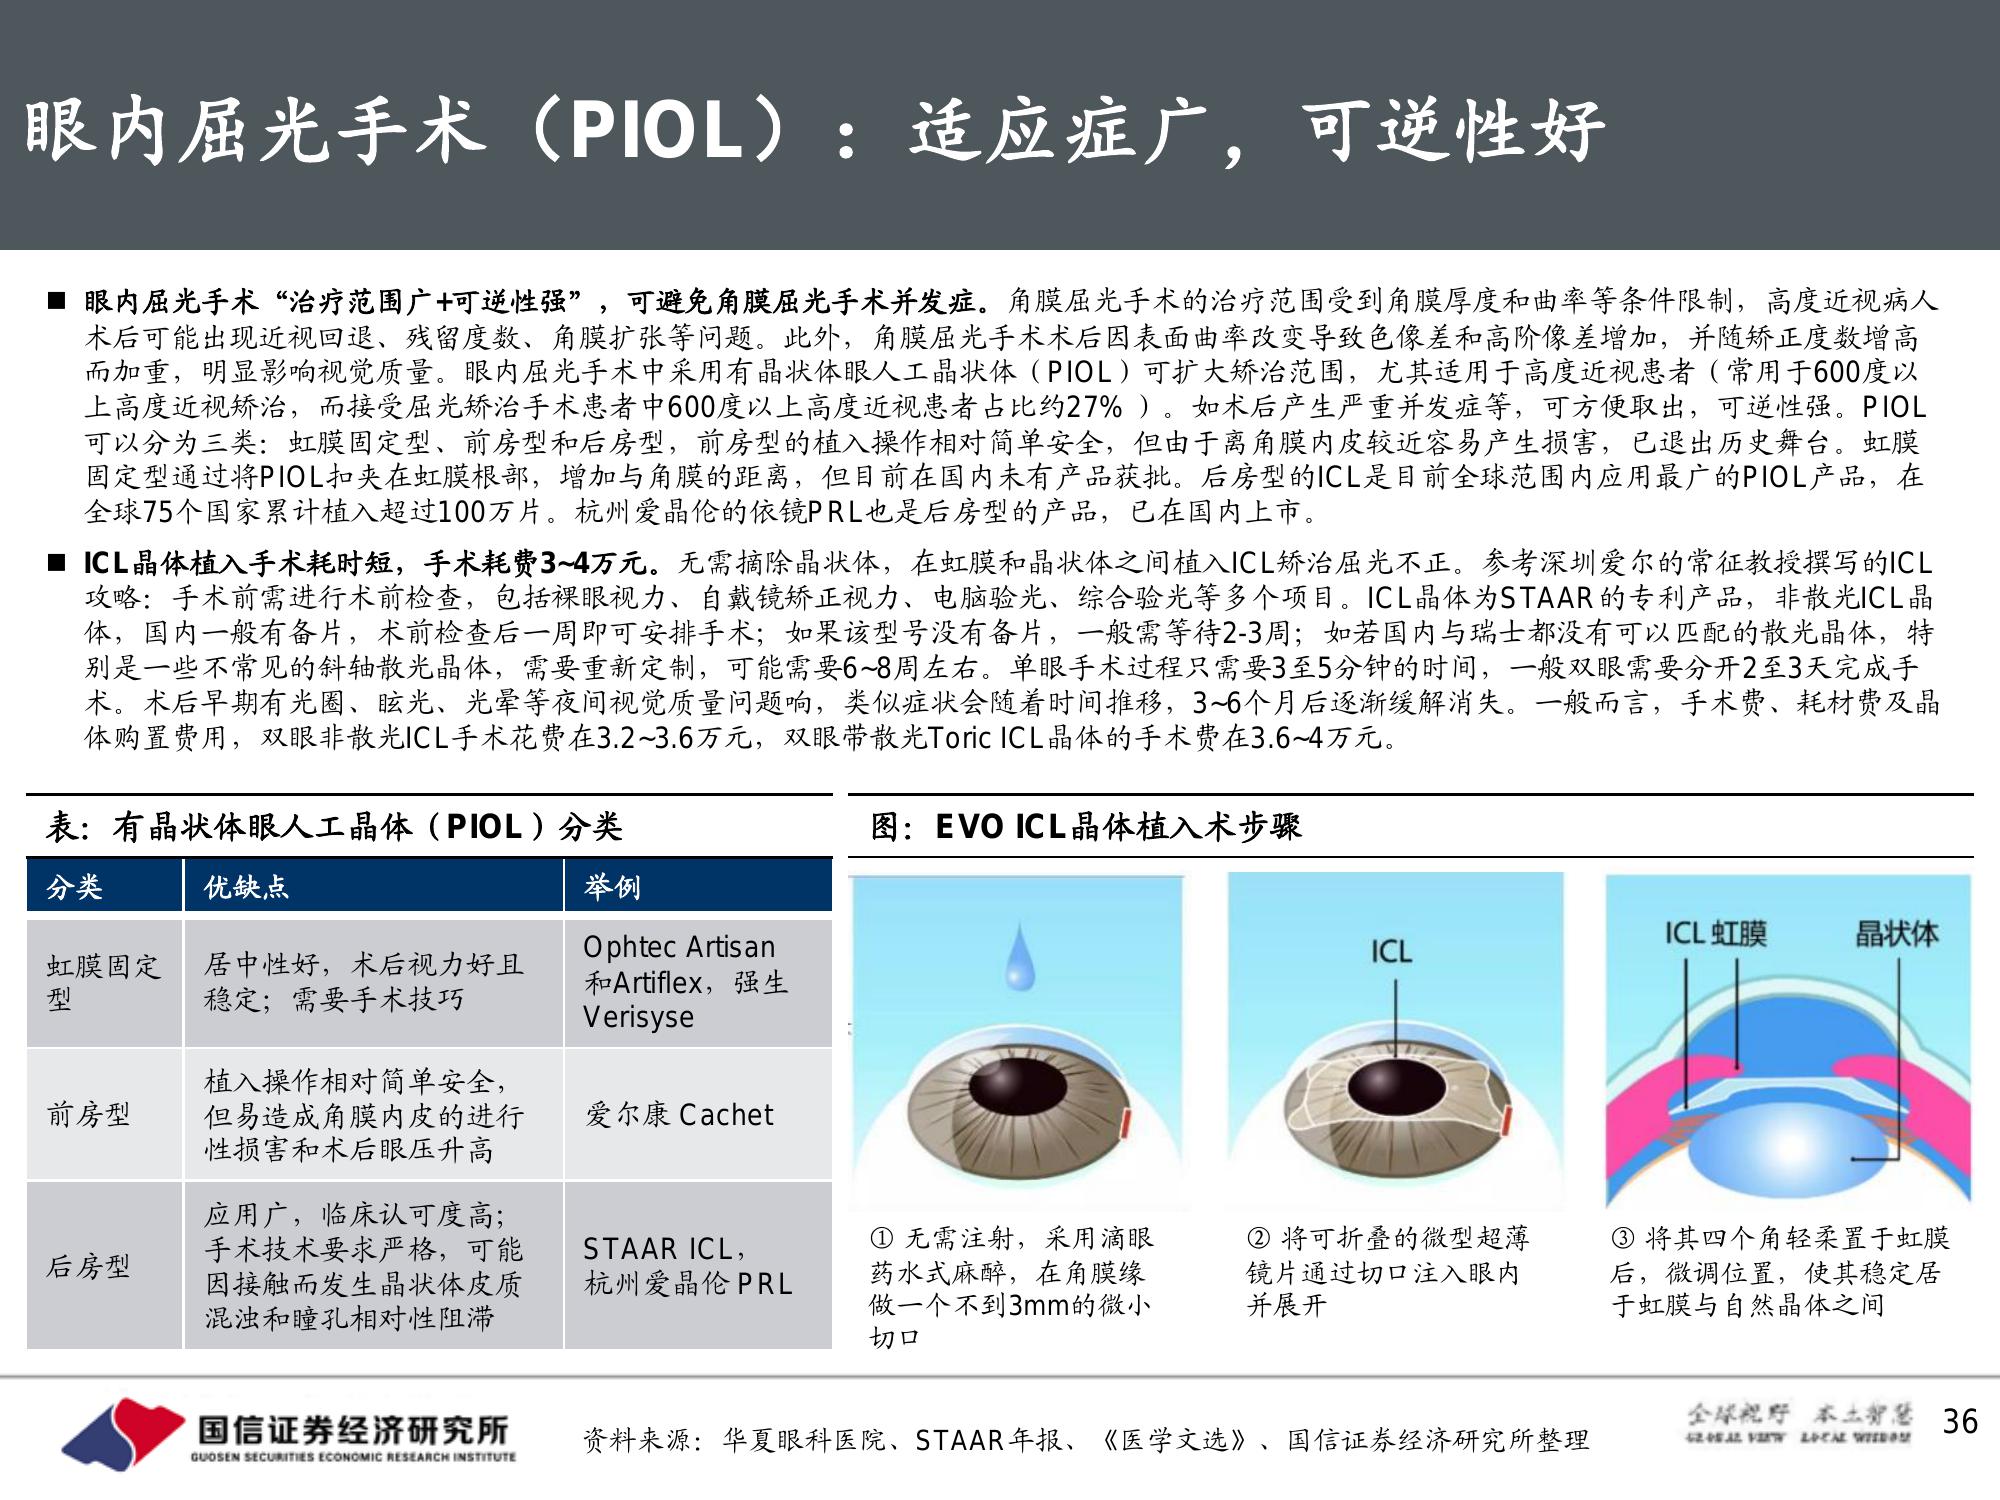 眼内屈光手术（PIOL）：适应症广，可逆性好
■ 眼内屈光手术“治疗范围广+可逆性强”，可避免角膜屈光手术并发症。角膜屈光手术的治疗范围受到角膜厚度和曲率等条件限制，高度近视病人
术后可能出现近视回退、残留度数、角膜扩张等问题。此外，角膜屈光手术术后因表面曲率改变导致色像差和高阶像差增加，并随矫正度数增高
而加重，明显影响视觉质量。眼内屈光手术中采用有晶状体眼人工晶状体（PIOL）可扩大矫治范围，尤其适用于高度近视患者（常用于600度以
上高度近视矫治，而接受屈光矫治手术患者中600度以上高度近视患者占比约27% ）。如术后产生严重并发症等，可方便取出，可逆性强。PIOL
可以分为三类：虹膜固定型、前房型和后房型，前房型的植入操作相对简单安全，但由于离角膜内皮较近容易产生损害，已退出历史舞台。虹膜
固定型通过将PIOL扣夹在虹膜根部，增加与角膜的距离，但目前在国内未有产品获批。后房型的ICL是目前全球范围内应用最广的PIOL产品，在
全球75个国家累计植入超过100万片。杭州爱晶伦的依镜PRL也是后房型的产品，已在国内上市。
■ ICL晶体植入手术耗时短，手术耗费3~4万元。无需摘除晶状体，在虹膜和晶状体之间植入ICL矫治屈光不正。参考深圳爱尔的常征教授撰写的ICL
攻略：手术前需进行术前检查，包括裸眼视力、自戴镜矫正视力、电脑验光、综合验光等多个项目。ICL晶体为STAAR的专利产品，非散光ICL晶
体，国内一般有备片，术前检查后一周即可安排手术；如果该型号没有备片，一般需等待2-3周；如若国内与瑞士都没有可以匹配的散光晶体，特
别是一些不常见的斜轴散光晶体，需要重新定制，可能需要6~8周左右。单眼手术过程只需要3至5分钟的时间，一般双眼需要分开2至3天完成手
术。术后早期有光圈、眩光、光晕等夜间视觉质量问题响，类似症状会随着时间推移，3~6个月后逐渐缓解消失。一般而言，手术费、耗材费及晶
体购置费用，双眼非散光ICL手术花费在3.2~3.6万元，双眼带散光Toric ICL晶体的手术费在3.6~4万元。
表：有晶状体眼人工晶体（PIOL）分类
分类 优缺点 举例
虹膜固定
型
居中性好，术后视力好且
稳定；需要手术技巧
Ophtec Artisan
和Artiflex，强生
Verisyse
前房型
植入操作相对简单安全，
但易造成角膜内皮的进行
性损害和术后眼压升高
爱尔康 Cachet
后房型
应用广，临床认可度高；
手术技术要求严格，可能
因接触而发生晶状体皮质
混浊和瞳孔相对性阻滞
STAAR ICL，
杭州爱晶伦 PRL
图：EVO ICL晶体植入术步骤
ICL
ICL 虹膜 晶状体
① 无需注射，采用滴眼
药水式麻醉，在角膜缘
做一个不到3mm的微小
切口
② 将可折叠的微型超薄
镜片通过切口注入眼内
并展开
③ 将其四个角轻柔置于虹膜
后，微调位置，使其稳定居
于虹膜与自然晶体之间
国信证券经济研究所
GUOSEN SECURITIES ECONOMIC RESEARCH INSTITUTE
资料来源：华夏眼科医院、STAAR年报、《医学文选》、国信证券经济研究所整理
全球视野 本土智慧
GLOBAL VIEW LOCAL WISDOM
36